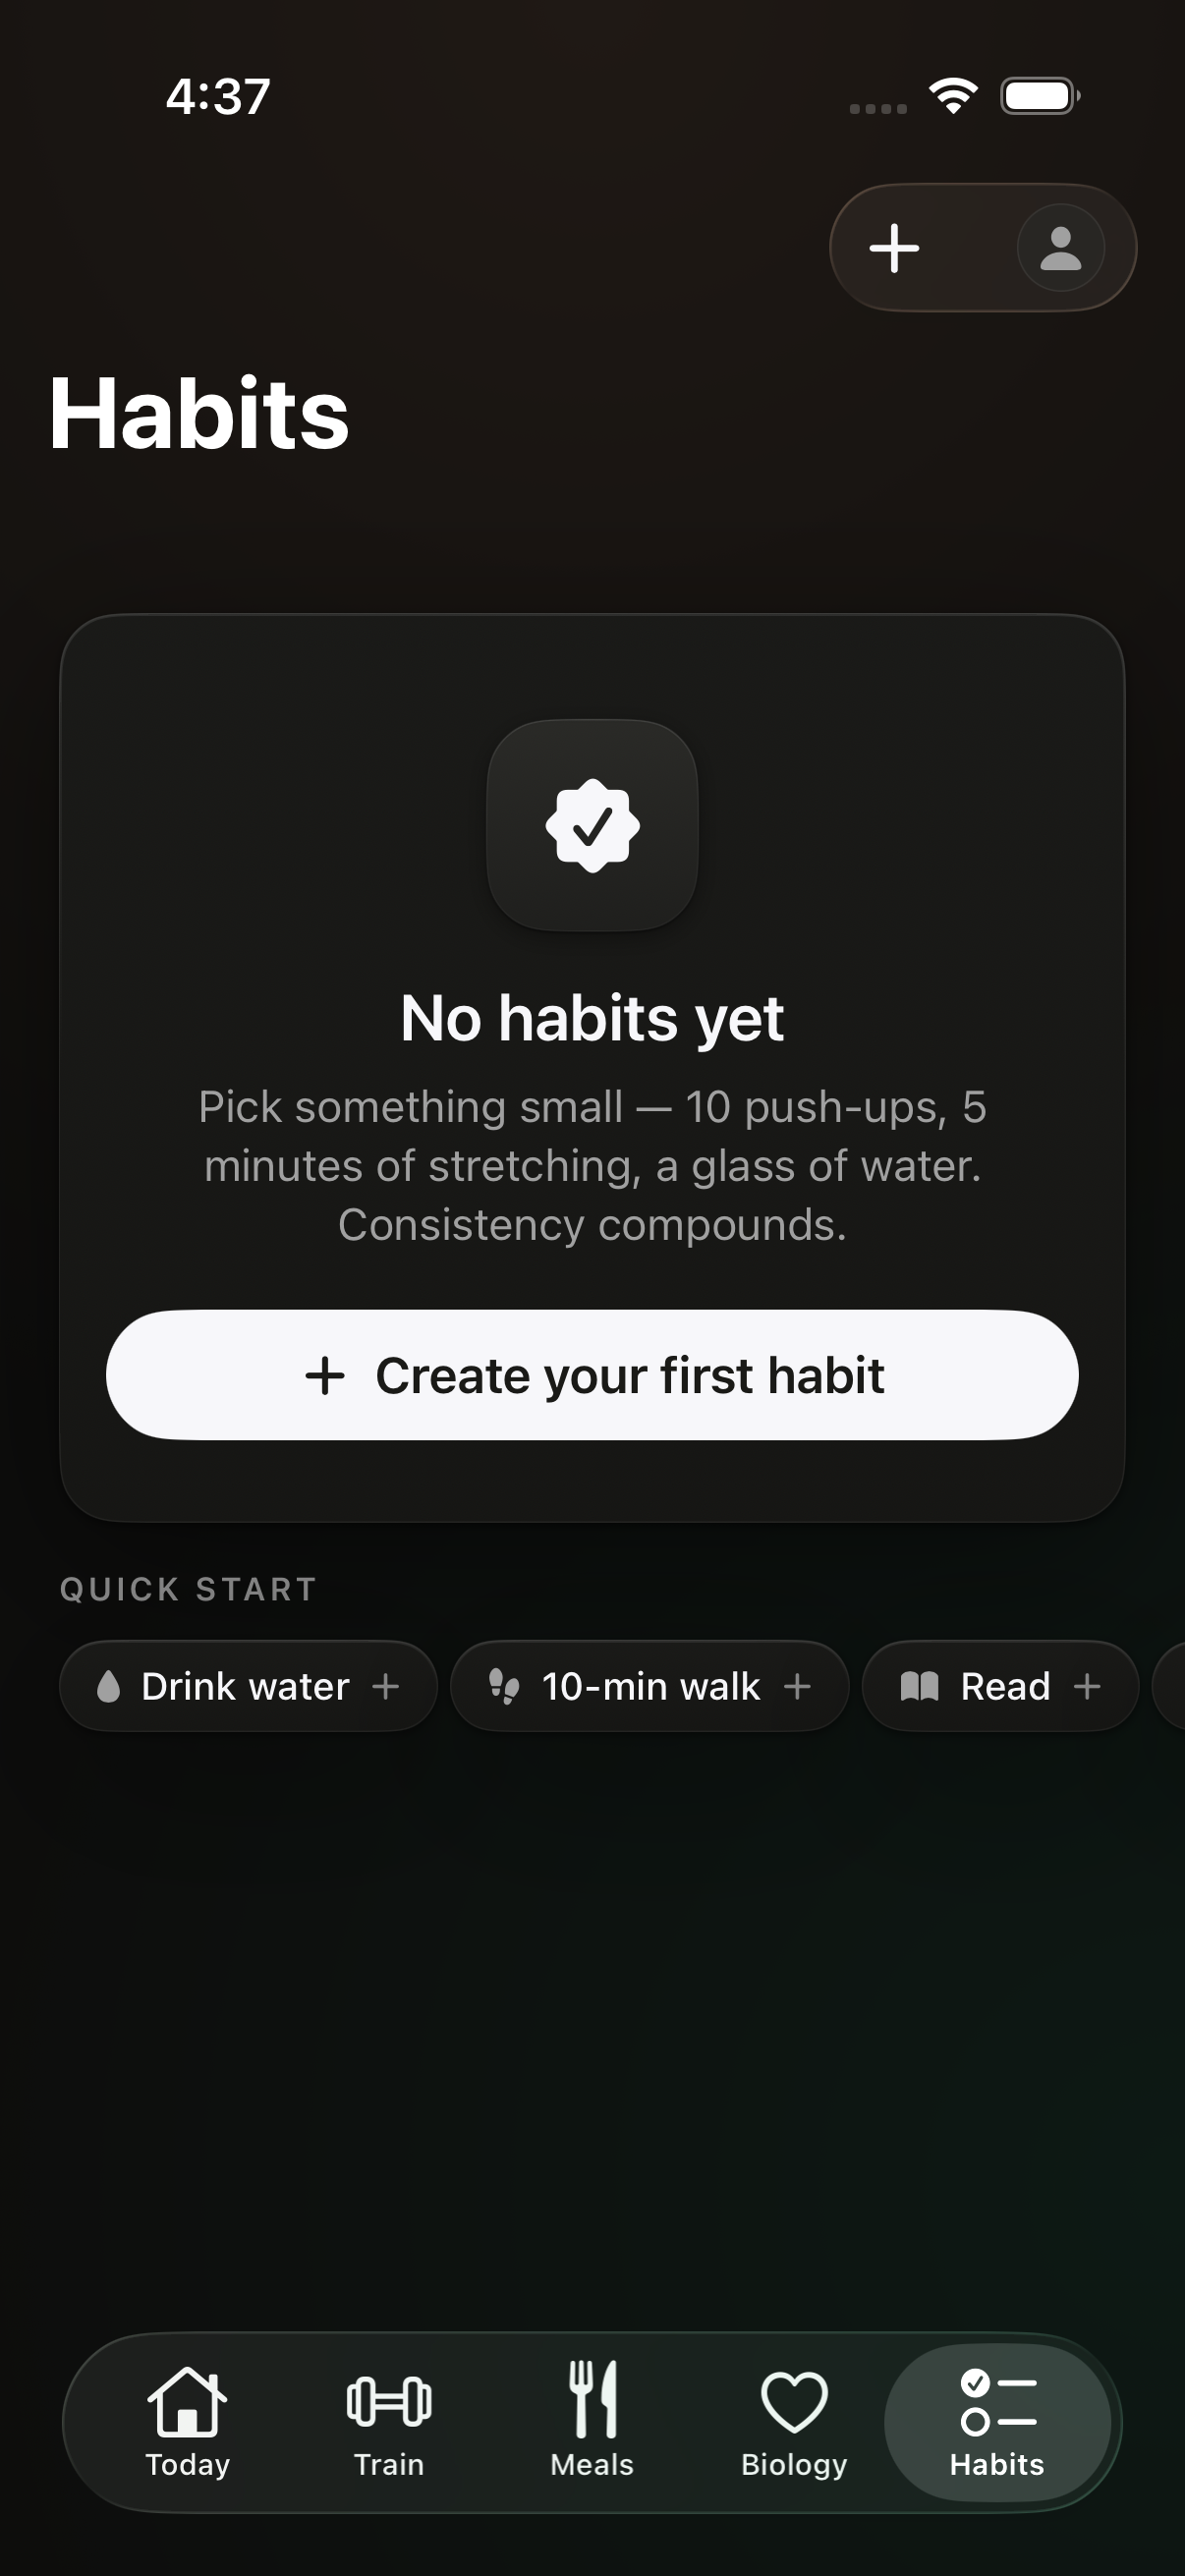 4:37
Habits
No habits yet
Pick something small — 10 push-ups, 5
minutes of stretching, a glass of water.
Consistency compounds.
Create your first habit
QUICK START
Drink water
10-min walk
Read
Today
Train
Meals
Biology
Habits